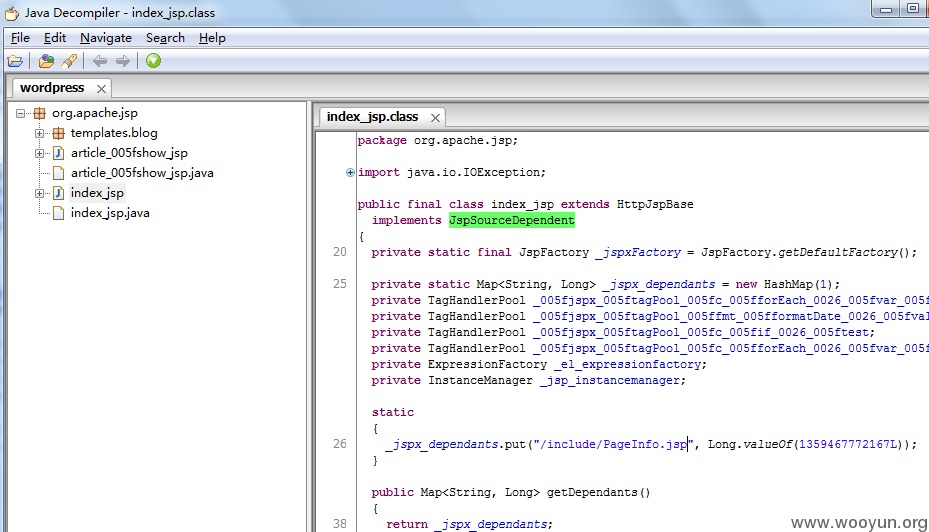 Java Decompiler - index_jsp.class
File Edit Navigate Search Help
wordpress
org.apache.jsp
templates.blog
article_005fshow_jsp
article_005fshow_jsp.java
index_jsp
index_jsp.java
index_jsp.class
package org.apache.jsp;
import java.io.IOException;
public final class index_jsp extends HttpJspBase
implements JspSourceDependent
{
20 private static final JspFactory _jspxFactory = JspFactory.getDefaultFactory();
25 private static Map<String, Long> _jspx_dependants = new HashMap(1);
private TagHandlerPool _005fjspx_005ftagPool_005fc_005fforEach_0026_005fvar_005f
private TagHandlerPool _005fjspx_005ftagPool_005ffmt_005fformatDate_0026_005fval
private TagHandlerPool _005fjspx_005ftagPool_005fc_005fif_0026_005ftest;
private TagHandlerPool _005fjspx_005ftagPool_005fc_005fforEach_0026_005fvar_005f
private ExpressionFactory _el_expressionfactory;
private InstanceManager _jsp_instancemanager;
static
{
26 _jspx_dependants.put("/include/PageInfo.jsp", Long.valueOf(1359467772167L));
}
public Map<String, Long> getDependants()
{
38 return _jspx_dependants;
www.wooyun.org